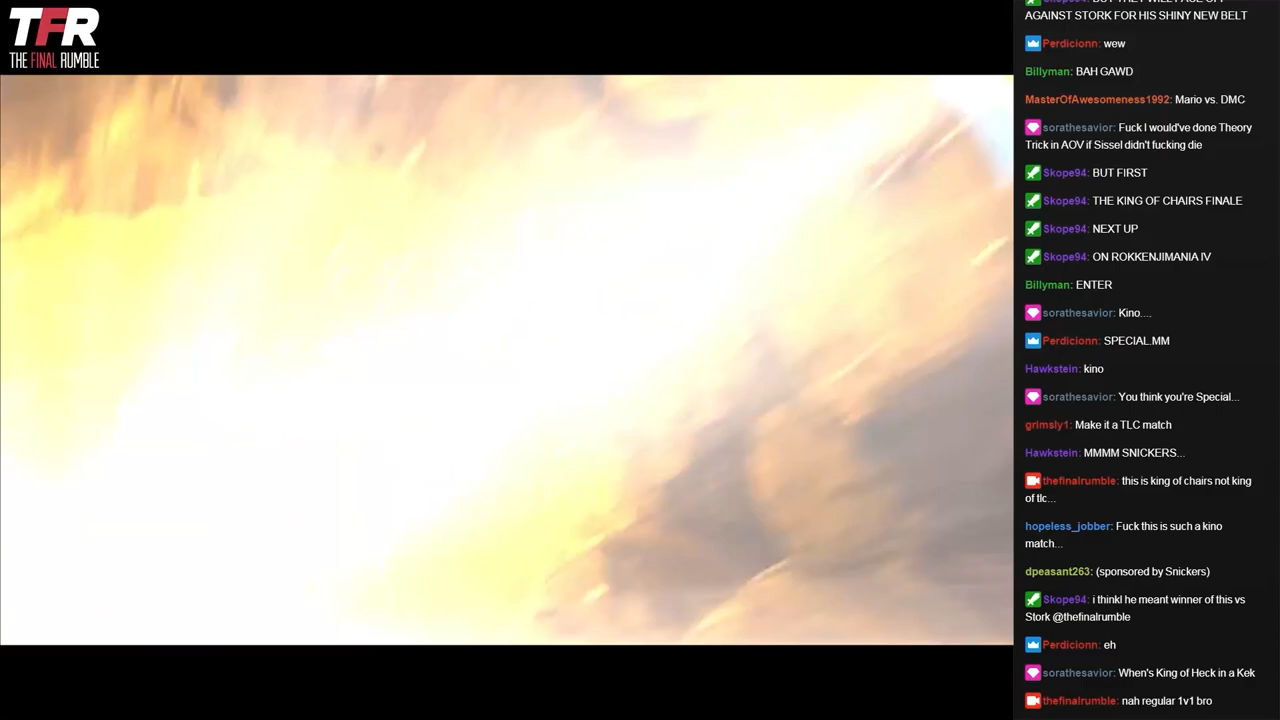 TFR
THE FINAL RUMBLE
AGAINST STORK FOR HIS SHINY NEW BELT
Perdicionn: wew
Billyman: BAH GAWD
MasterOfAwesomeness1992: Mario vs. DMC
sorathesavior: Fuck I would've done Theory
Trick in AOV if Sissel didn't fucking die
Skope94: BUT FIRST
Skope94: THE KING OF CHAIRS FINALE
Skope94: NEXT UP
Skope94: ON ROKKENJIMANIA IV
Billyman: ENTER
sorathesavior: Kino....
Perdicionn: SPECIAL.MM
Hawkstein: kino
sorathesavior: You think you're Special...
grimsly1: Make it a TLC match
Hawkstein: MMMM SNICKERS...
thefinalrumble: this is king of chairs not king
of tlc...
hopeless_jobber: Fuck this is such a kino
match...
dpeasant263: (sponsored by Snickers)
Skope94: i thinkl he meant winner of this vs
Stork @thefinalrumble
Perdicionn: eh
sorathesavior: When's King of Heck in a Kek
thefinalrumble: nah regular 1v1 bro